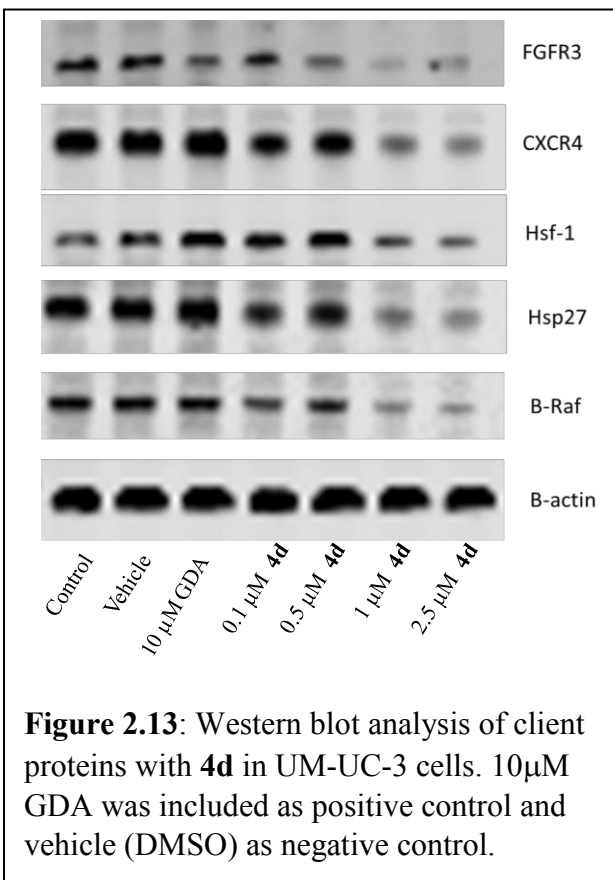 FGFR3
CXCR4
Hsf-1
Hsp27
B-Raf
B-actin
Control
Vehicle
10 μM GDA
0.1 μM 4d
0.5 μM 4d
1 μM 4d
2.5 μM 4d
Figure 2.13: Western blot analysis of client
proteins with 4d in UM-UC-3 cells. 10μM
GDA was included as positive control and
vehicle (DMSO) as negative control.